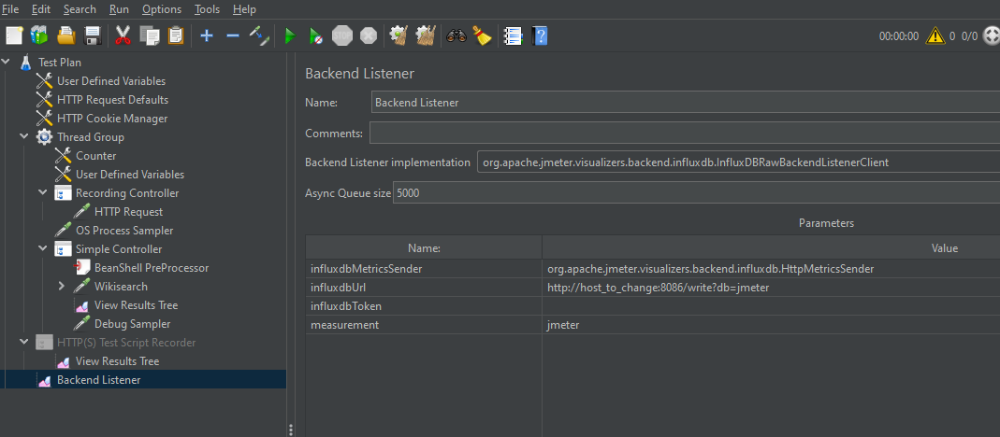 File Edit Search Run Options Tools Help
00:00:00 0 0/0
Test Plan
User Defined Variables
HTTP Request Defaults
HTTP Cookie Manager
Thread Group
Counter
User Defined Variables
Recording Controller
HTTP Request
OS Process Sampler
Simple Controller
BeanShell PreProcessor
Wikisearch
View Results Tree
Debug Sampler
HTTP(S) Test Script Recorder
View Results Tree
Backend Listener
Backend Listener
Name: Backend Listener
Comments:
Backend Listener implementation org.apache.jmeter.visualizers.backend.influxdb.InfluxDBRawBackendListenerClient
Async Queue size 5000
Parameters
Name: Value
influxdbMetricsSender org.apache.jmeter.visualizers.backend.influxdb.HttpMetricsSender
influxdbUrl http://host_to_change:8086/write?db=jmeter
influxdbToken
measurement jmeter